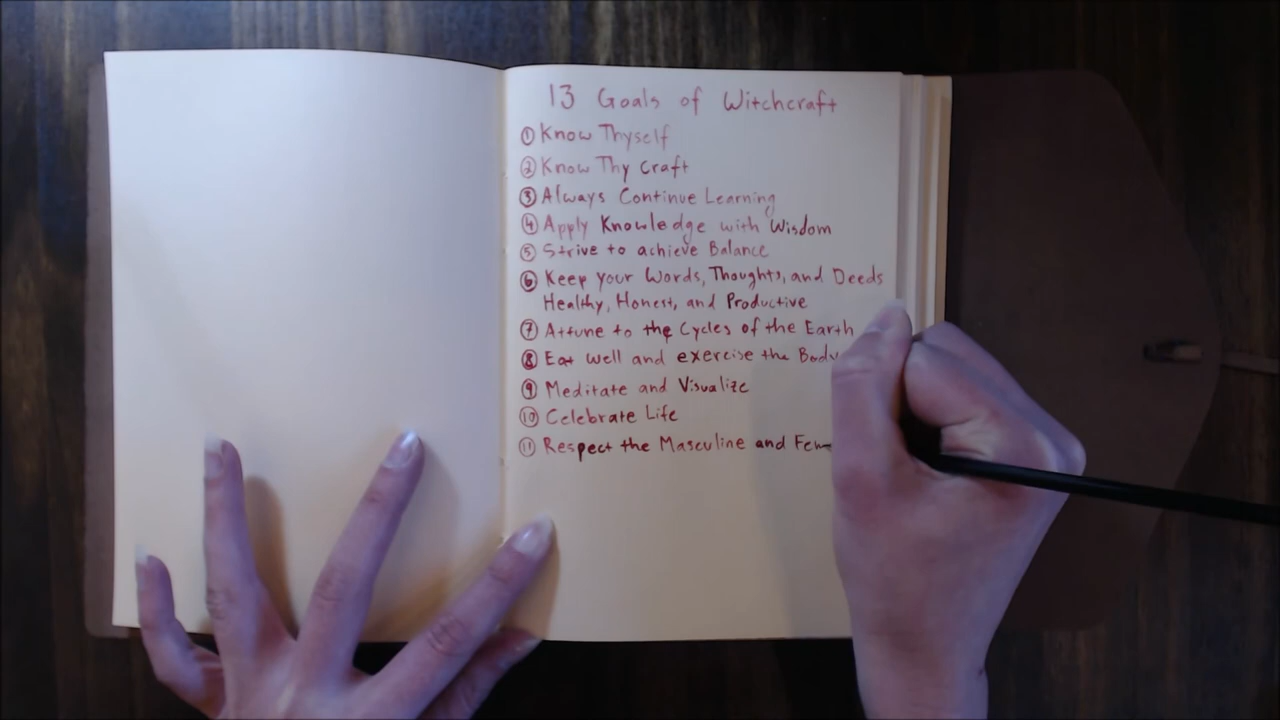 13 Goals of Witchcraft
① Know Thyself
② Know Thy Craft
③ Always Continue Learning
④ Apply Knowledge with Wisdom
⑤ Strive to achieve Balance
⑥ Keep your Words, Thoughts, and Deeds
Healthy, Honest, and Productive
⑦ Attune to the Cycles of the Earth
⑧ Eat well and exercise the Body
⑨ Meditate and Visualize
⑩ Celebrate Life
⑪ Respect the Masculine and Fem